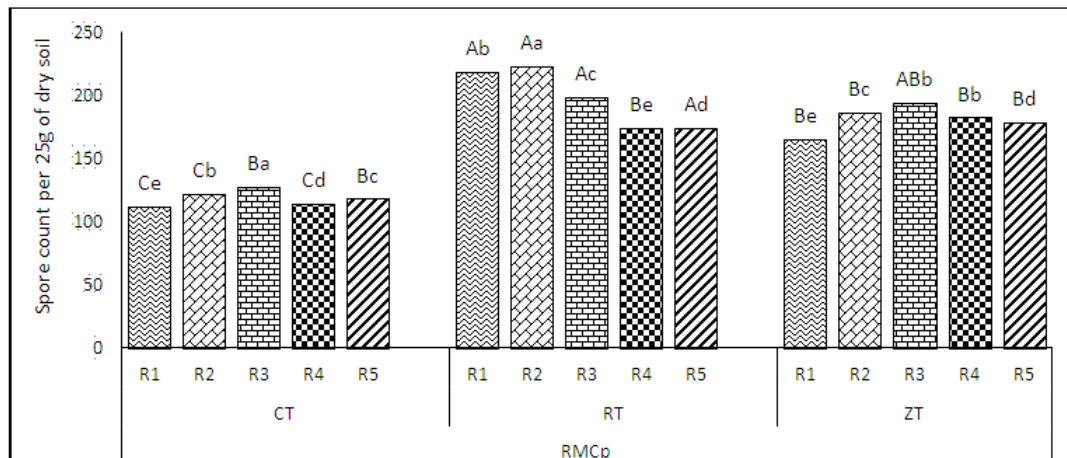 Spore count per 25g of dry soil
250
200
150
100
50
0
Ce Cb Ba Cd Bc
Ab Aa Ac Be Ad
Be Bc ABb Bb Bd
R1 R2 R3 R4 R5 R1 R2 R3 R4 R5 R1 R2 R3 R4 R5
CT RT ZT
RMCp